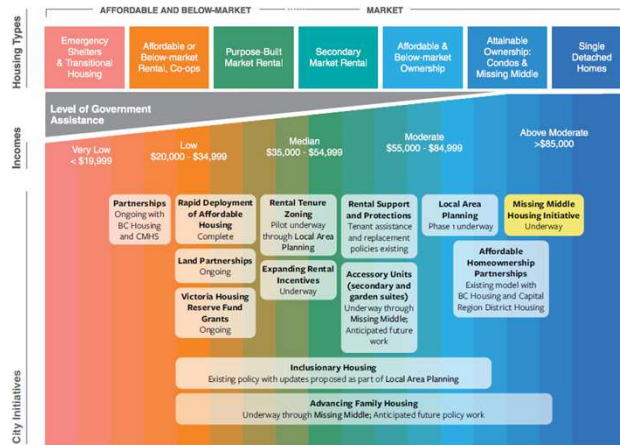 AFFORDABLE AND BELOW-MARKET
MARKET
Housing Types
Emergency
Shelters
& Transitional
Housing
Affordable or
Below-market
Rental, Co-ops
Purpose-Built
Market Rental
Secondary
Market Rental
Affordable &
Below-market
Ownership
Attainable
Ownership:
Condos &
Missing Middle
Single
Detached
Homes
Level of Government
Assistance
Incomes
Very Low
< $19,999
Low
$20,000 - $34,999
Median
$35,000 - $54,999
Moderate
$55,000 - $84,999
Above Moderate
>$85,000
City Initiatives
Partnerships
Ongoing with
BC Housing
and CMHS
Rapid Deployment
of Affordable
Housing
Complete
Land Partnerships
Ongoing
Victoria Housing
Reserve Fund
Grants
Ongoing
Rental Tenure
Zoning
Pilot underway
through Local Area
Planning
Expanding Rental
Incentives
Underway
Rental Support
and Protections
Tenant assistance
and replacement
policies existing
Accessory Units
(secondary and
garden suites)
Underway through
Missing Middle;
Anticipated future
work
Local Area
Planning
Phase 1 underway
Missing Middle
Housing Initiative
Underway
Affordable
Homeownership
Partnerships
Existing model with
BC Housing and Capital
Region District Housing
Inclusionary Housing
Existing policy with updates proposed as part of Local Area Planning
Advancing Family Housing
Underway through Missing Middle; Anticipated future policy work